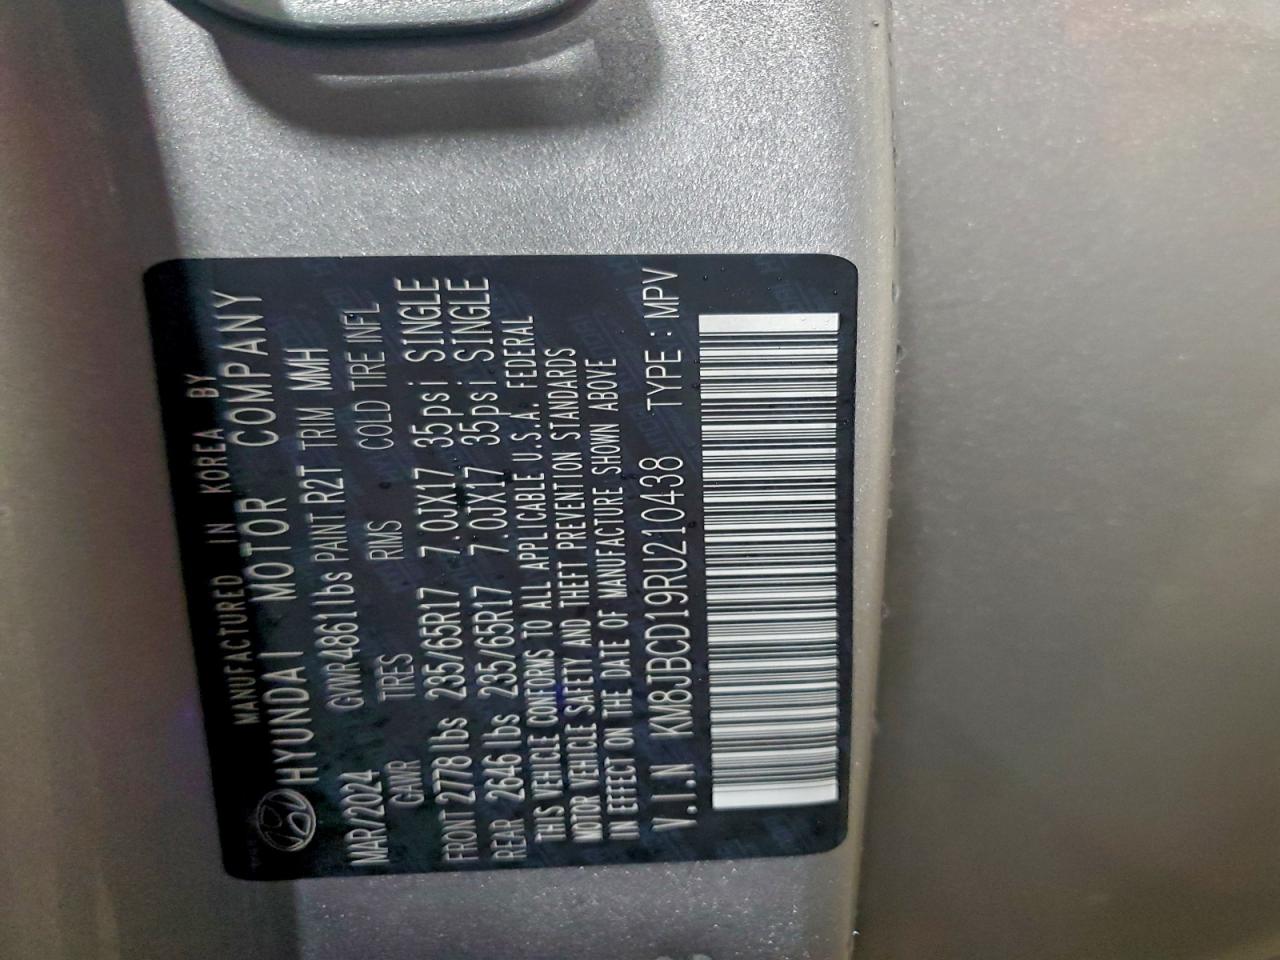 MANUFACTURED IN KOREA BY
HYUNDAI MOTOR COMPANY
MAR/2024 GVWR4861lbs PAINT R2T TRIM MMH
GAWR TIRES RIMS COLD TIRE INFL
FRONT 2778lbs 235/65R17 7.0JX17 35psi SINGLE
REAR 2646lbs 235/65R17 7.0JX17 35psi SINGLE
THIS VEHICLE CONFORMS TO ALL APPLICABLE U.S.A. FEDERAL
MOTOR VEHICLE SAFETY AND THEFT PREVENTION STANDARDS
IN EFFECT ON THE DATE OF MANUFACTURE SHOWN ABOVE
V.I.N KM8JBCD19RU210438 TYPE : MPV